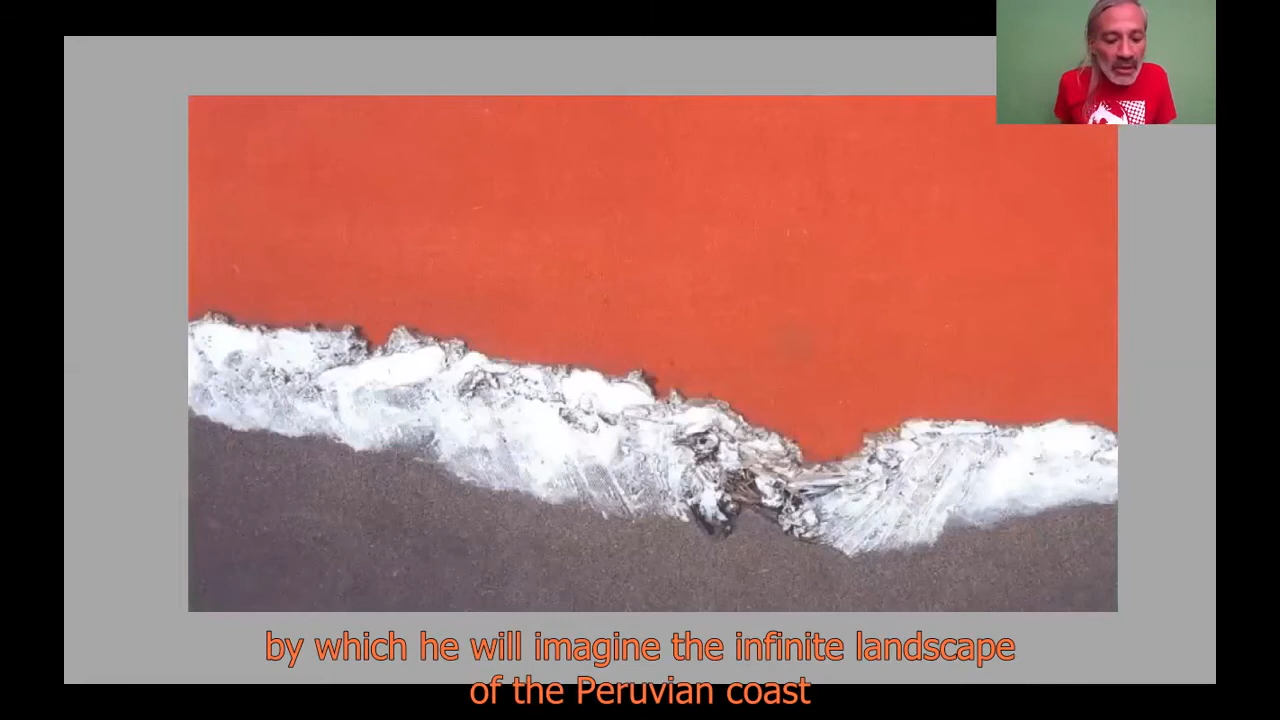 by which he will imagine the infinite landscape
of the Peruvian coast